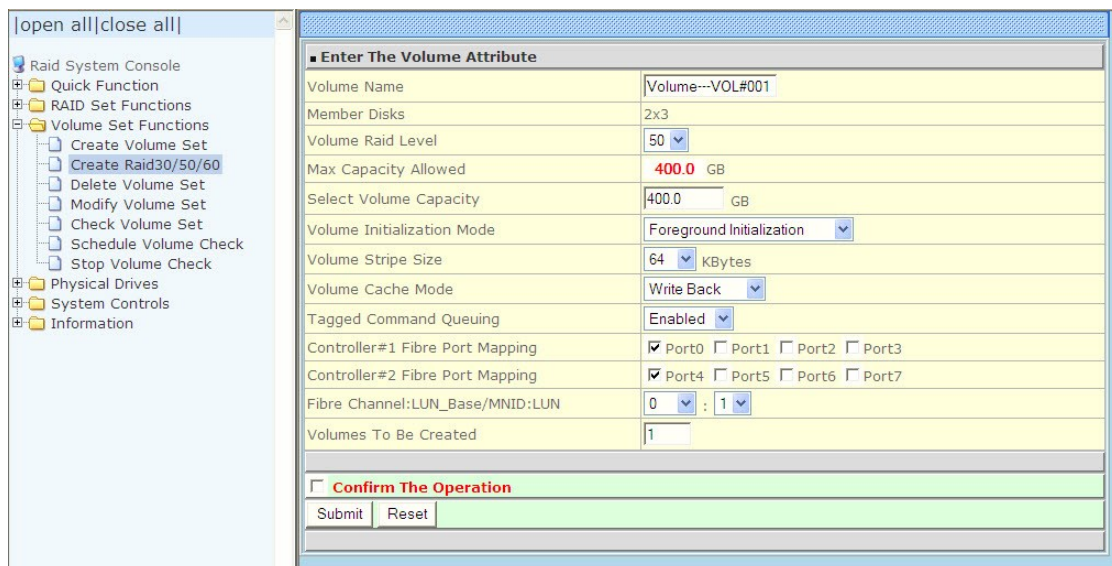 |open all|close all|
Raid System Console
Quick Function
RAID Set Functions
Volume Set Functions
Create Volume Set
Create Raid30/50/60
Delete Volume Set
Modify Volume Set
Check Volume Set
Schedule Volume Check
Stop Volume Check
Physical Drives
System Controls
Information
Enter The Volume Attribute
Volume Name Volume---VOL#001
Member Disks 2x3
Volume Raid Level 50
Max Capacity Allowed 400.0 GB
Select Volume Capacity 400.0 GB
Volume Initialization Mode Foreground Initialization
Volume Stripe Size 64 KBytes
Volume Cache Mode Write Back
Tagged Command Queuing Enabled
Controller#1 Fibre Port Mapping Port0 Port1 Port2 Port3
Controller#2 Fibre Port Mapping Port4 Port5 Port6 Port7
Fibre Channel:LUN_Base/MNID:LUN 0 : 1
Volumes To Be Created 1
Confirm The Operation
Submit Reset